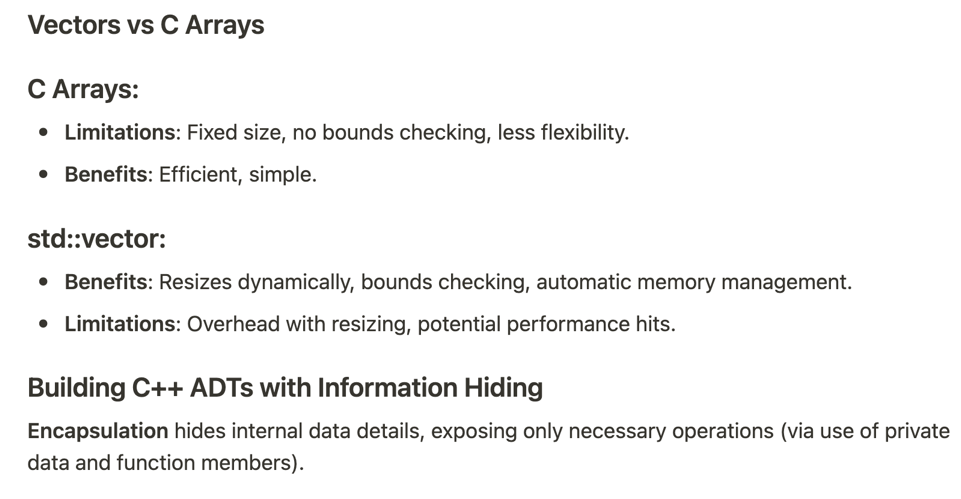 Vectors vs C Arrays
C Arrays:
• Limitations: Fixed size, no bounds checking, less flexibility.
• Benefits: Efficient, simple.
std::vector:
• Benefits: Resizes dynamically, bounds checking, automatic memory management.
• Limitations: Overhead with resizing, potential performance hits.
Building C++ ADTs with Information Hiding
Encapsulation hides internal data details, exposing only necessary operations (via use of private
data and function members).